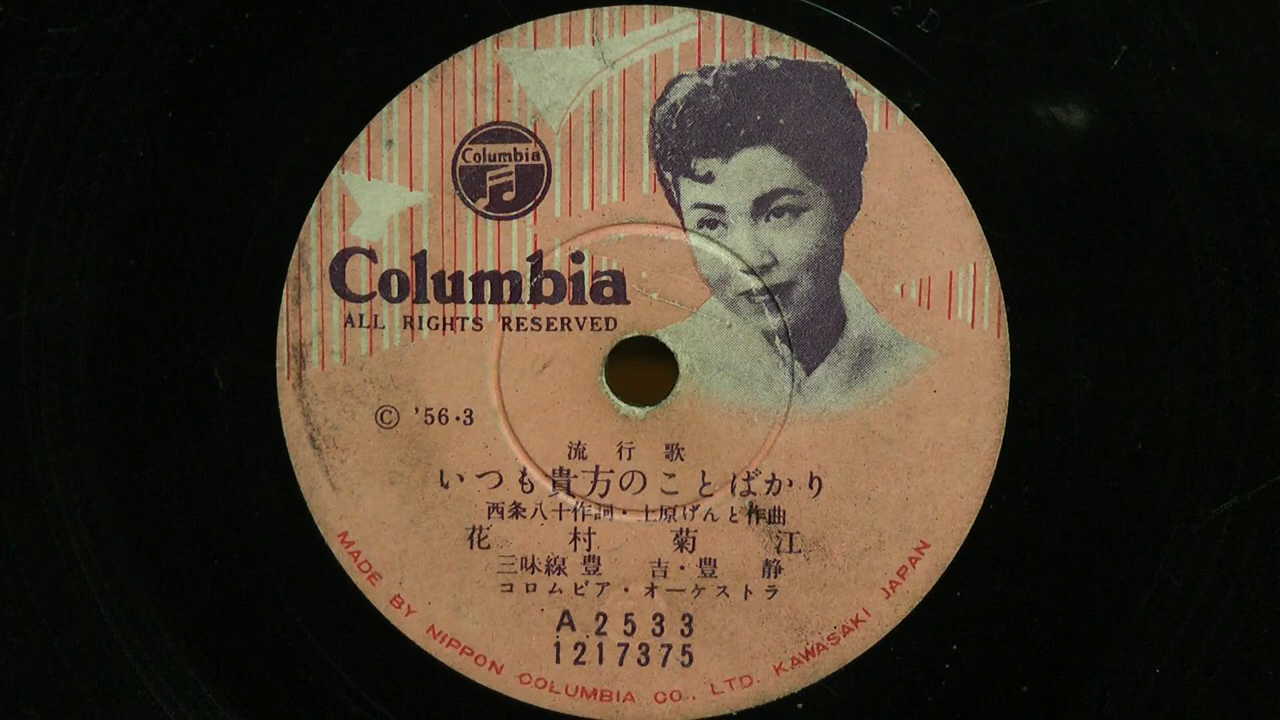 Columbia
Columbia
ALL RIGHTS RESERVED
© '56·3
流行歌
いつも貴方のことばかり
西条八十作詞・上原げんと作曲
花村菊江
三味線 豊吉・豊静
コロムビア・オーケストラ
A2533
1217375
MADE BY NIPPON COLUMBIA CO., LTD. KAWASAKI JAPAN